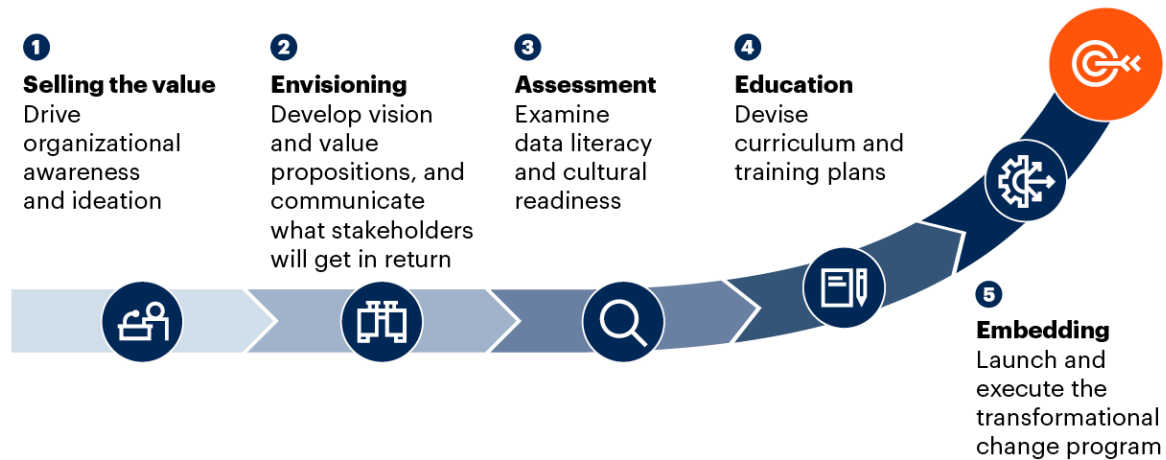 1
Selling the value
Drive
organizational
awareness
and ideation
2
Envisioning
Develop vision
and value
propositions, and
communicate
what stakeholders
will get in return
3
Assessment
Examine
data literacy
and cultural
readiness
4
Education
Devise
curriculum and
training plans
5
Embedding
Launch and
execute the
transformational
change program